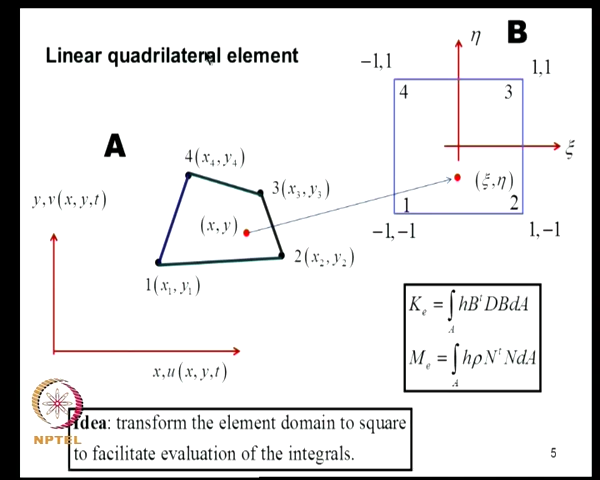 Linear quadrilateral element
A
B
η
−1,1
1,1
4
3
ξ
(ξ,η)
1
2
−1,−1
1,−1
4(x₄,y₄)
3(x₃,y₃)
(x,y)
2(x₂,y₂)
1(x₁,y₁)
y,v(x,y,t)
x,u(x,y,t)
Kₑ = ∫_A hBᵗDBdA
Mₑ = ∫_A hρNᵗNdA
Idea: transform the element domain to square
to facilitate evaluation of the integrals.
NPTEL
5